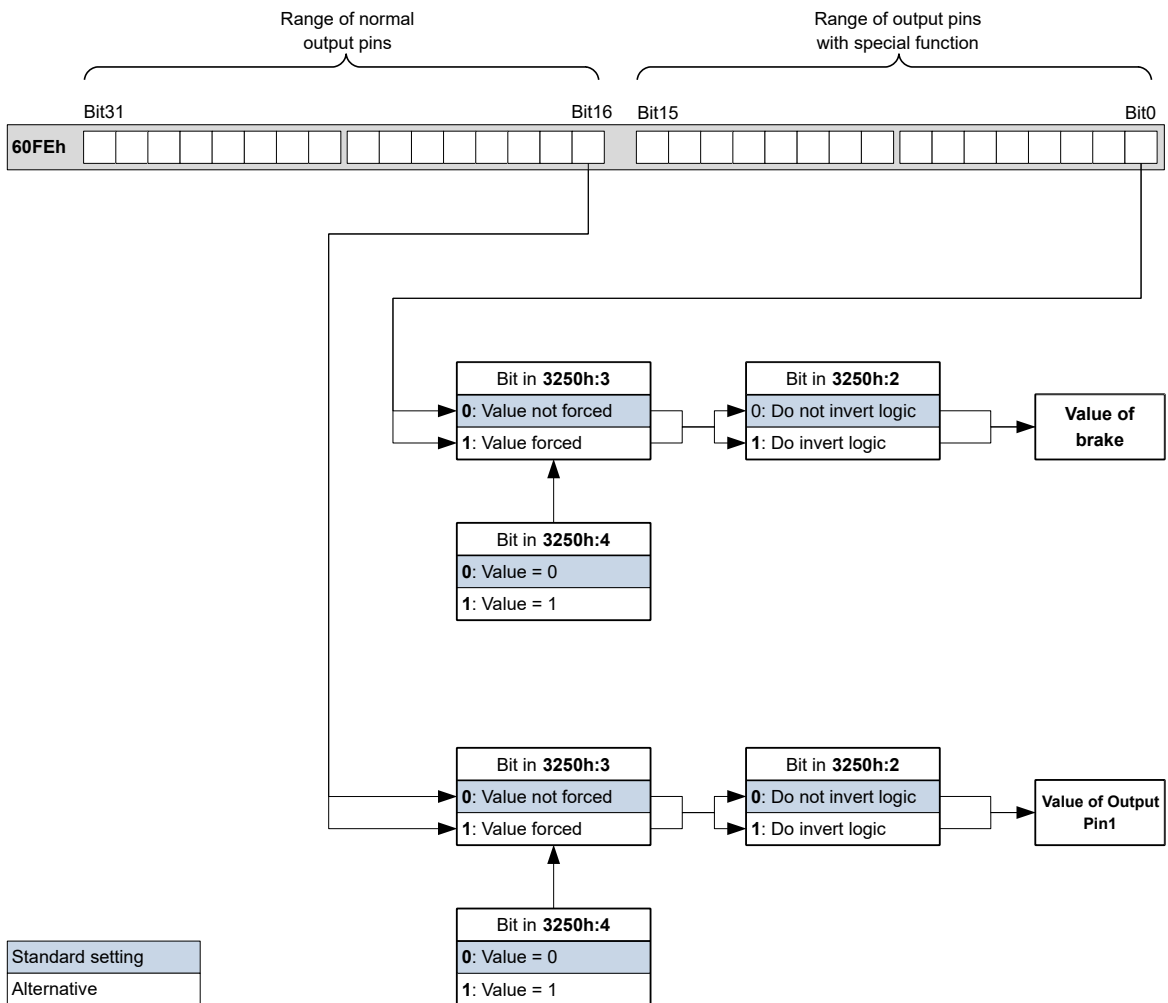 Range of normal
output pins
Range of output pins
with special function
Bit31
Bit16
Bit15
Bit0
60FEh
Bit in 3250h:3
0: Value not forced
1: Value forced
Bit in 3250h:2
0: Do not invert logic
1: Do invert logic
Value of
brake
Bit in 3250h:4
0: Value = 0
1: Value = 1
Bit in 3250h:3
0: Value not forced
1: Value forced
Bit in 3250h:2
0: Do not invert logic
1: Do invert logic
Value of Output
Pin1
Bit in 3250h:4
0: Value = 0
1: Value = 1
Standard setting
Alternative